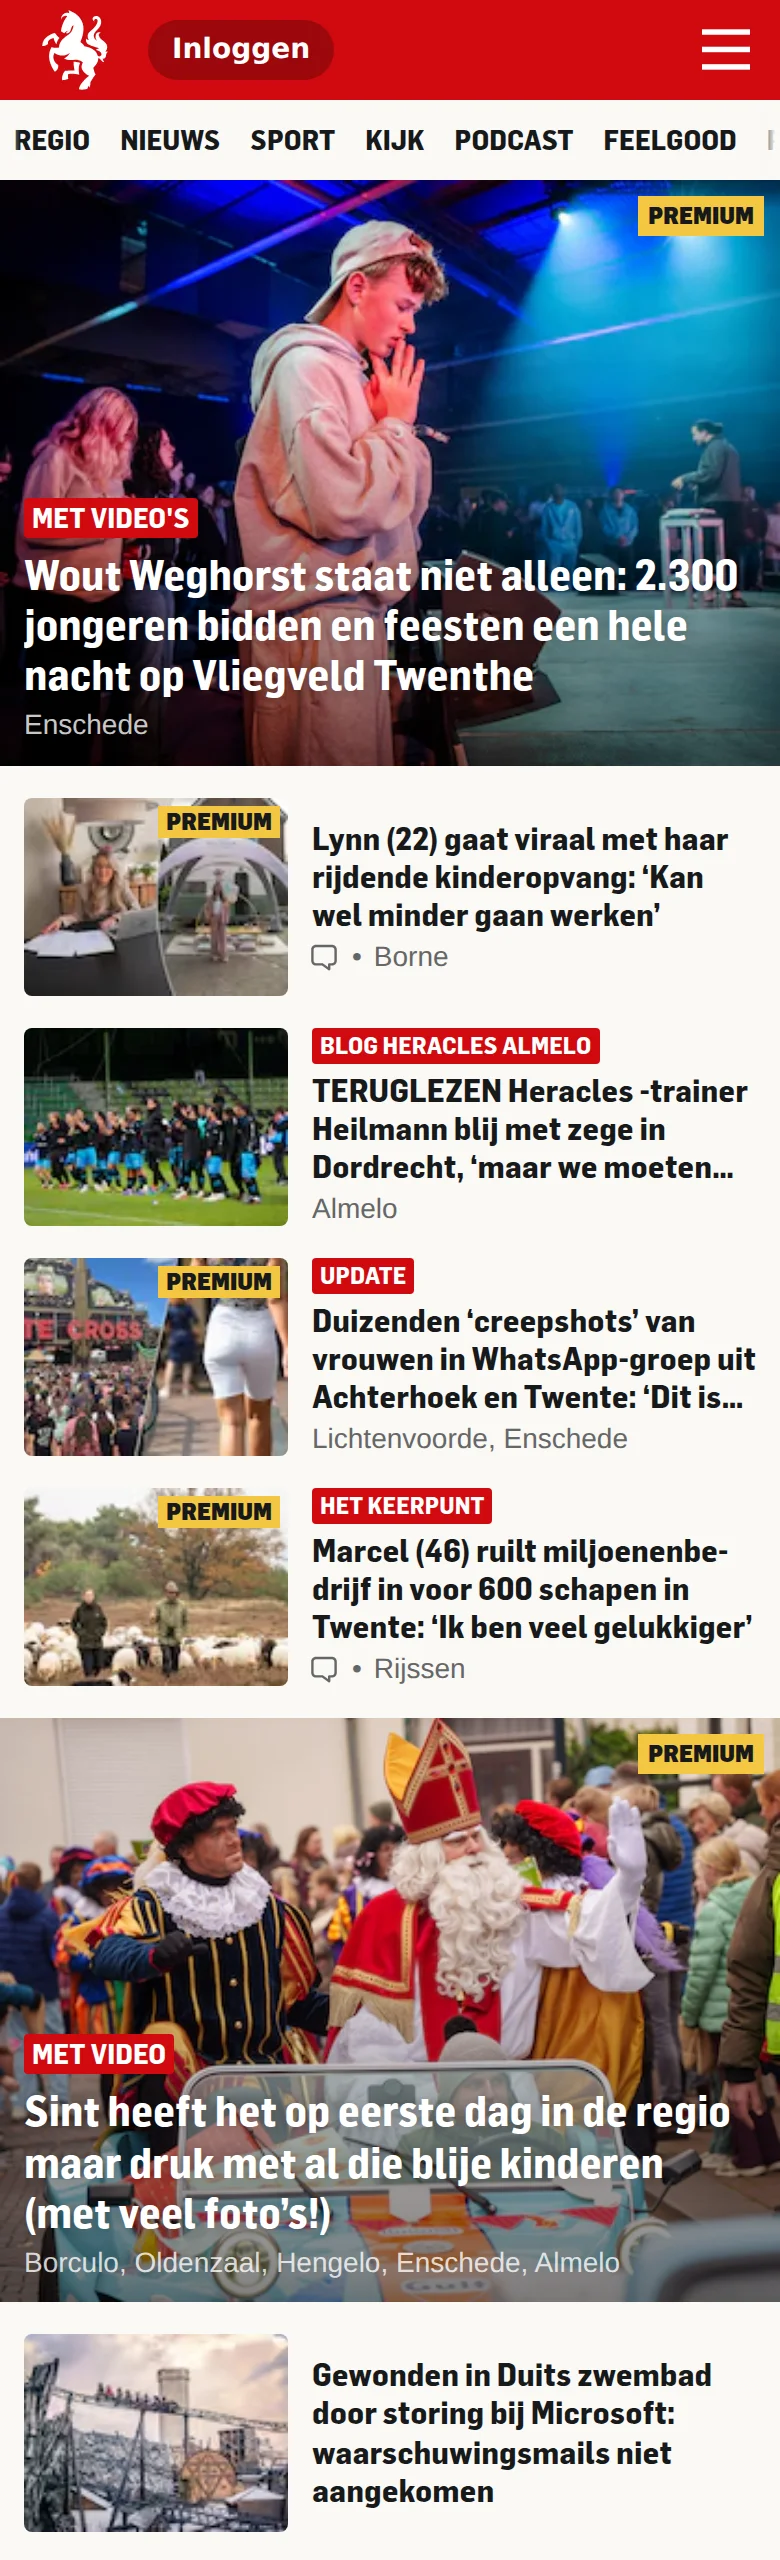 Inloggen
REGIO NIEUWS SPORT KIJK PODCAST FEELGOOD
PREMIUM
MET VIDEO'S
Wout Weghorst staat niet alleen: 2.300
jongeren bidden en feesten een hele
nacht op Vliegveld Twenthe
Enschede
PREMIUM
Lynn (22) gaat viraal met haar
rijdende kinderopvang: ‘Kan
wel minder gaan werken’
• Borne
BLOG HERACLES ALMELO
TERUGLEZEN Heracles -trainer
Heilmann blij met zege in
Dordrecht, ‘maar we moeten...
Almelo
PREMIUM
TE CROSS
UPDATE
Duizenden ‘creepshots’ van
vrouwen in WhatsApp-groep uit
Achterhoek en Twente: ‘Dit is...
Lichtenvoorde, Enschede
PREMIUM
HET KEERPUNT
Marcel (46) ruilt miljoenenbe-
drijf in voor 600 schapen in
Twente: ‘Ik ben veel gelukkiger’
• Rijssen
PREMIUM
MET VIDEO
Sint heeft het op eerste dag in de regio
maar druk met al die blije kinderen
(met veel foto’s!)
Borculo, Oldenzaal, Hengelo, Enschede, Almelo
Gulf
Gewonden in Duits zwembad
door storing bij Microsoft:
waarschuwingsmails niet
aangekomen